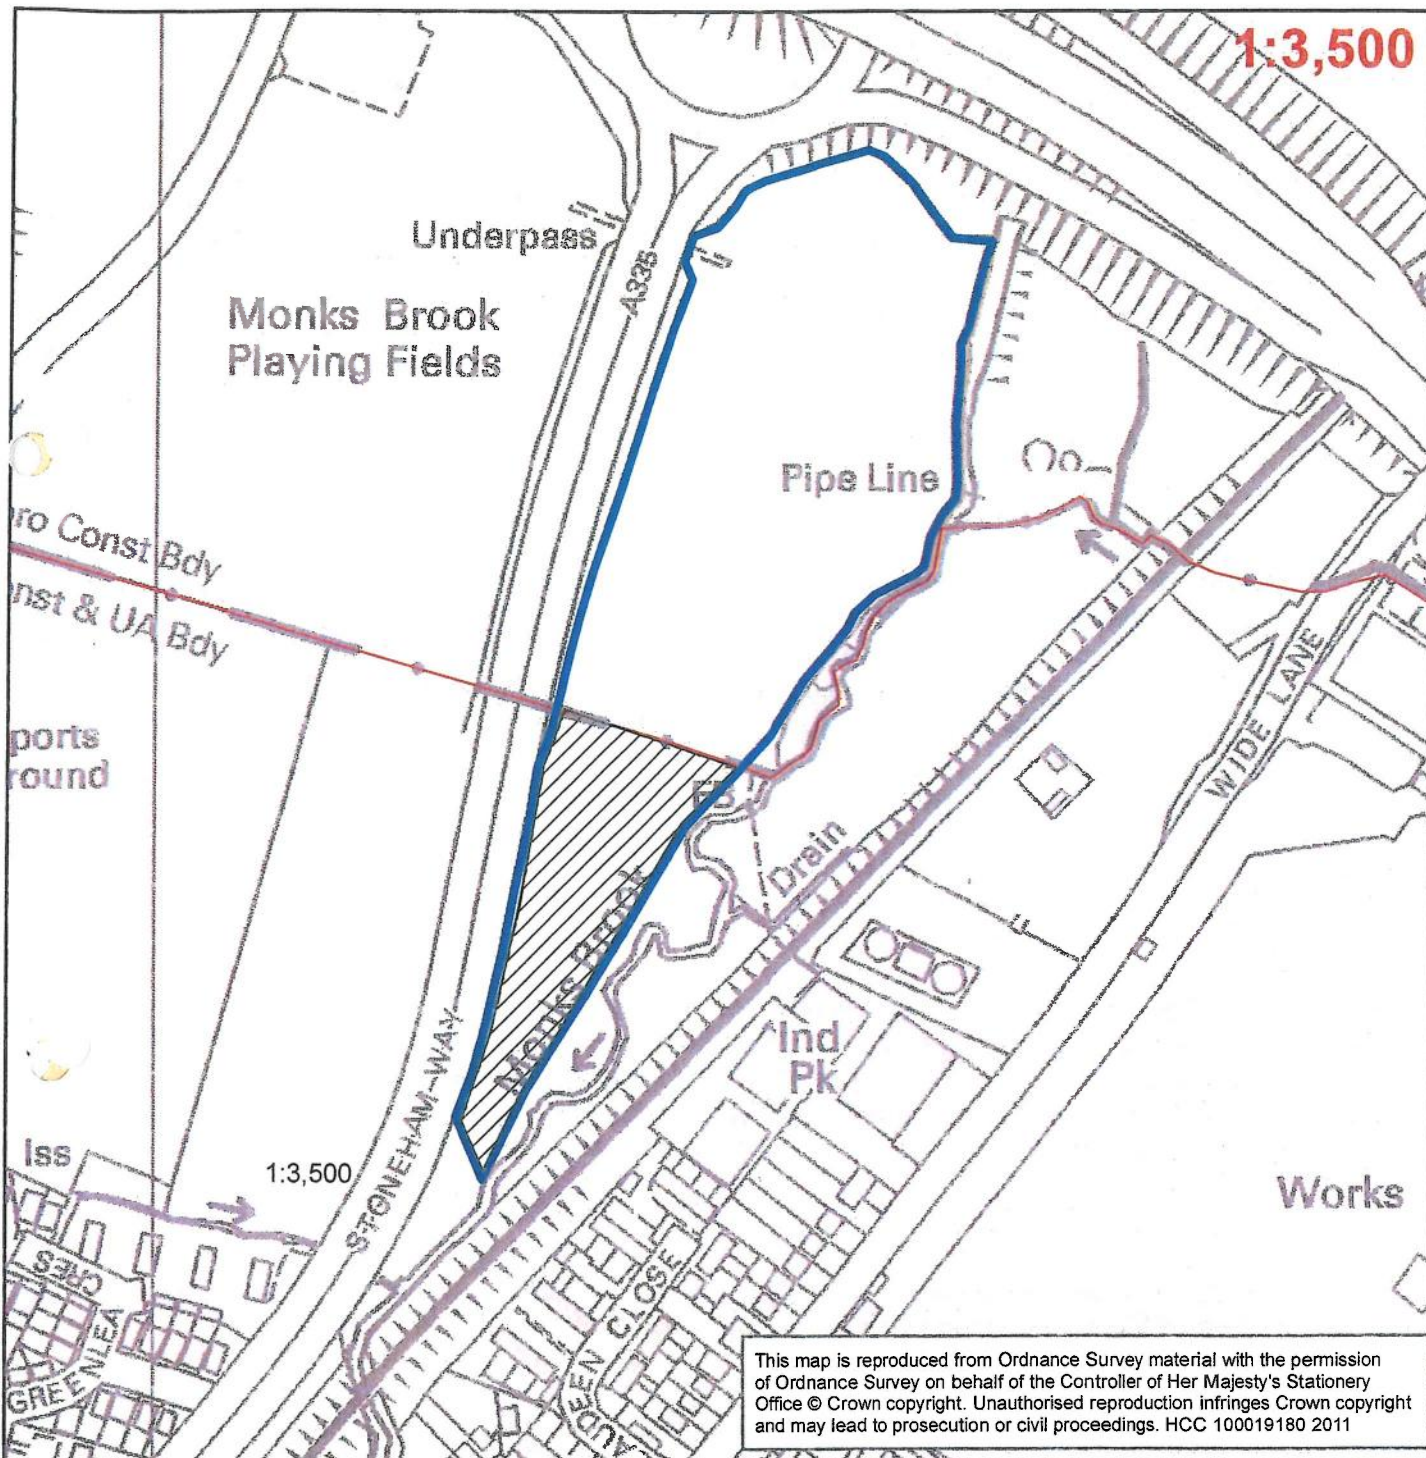 1:3,500
Underpass
A335
Monks Brook
Playing Fields
Pipe Line
ro Const Bdy
nst & UA Bdy
ports
round
WIDE LANE
FB
Drain
Monks Brook
Ind
Pk
STONEHAM WAY
Iss
1:3,500
Works
CRES
GREENLEA
CLOSE
This map is reproduced from Ordnance Survey material with the permission
of Ordnance Survey on behalf of the Controller of Her Majesty's Stationery
Office © Crown copyright. Unauthorised reproduction infringes Crown copyright
and may lead to prosecution or civil proceedings. HCC 100019180 2011